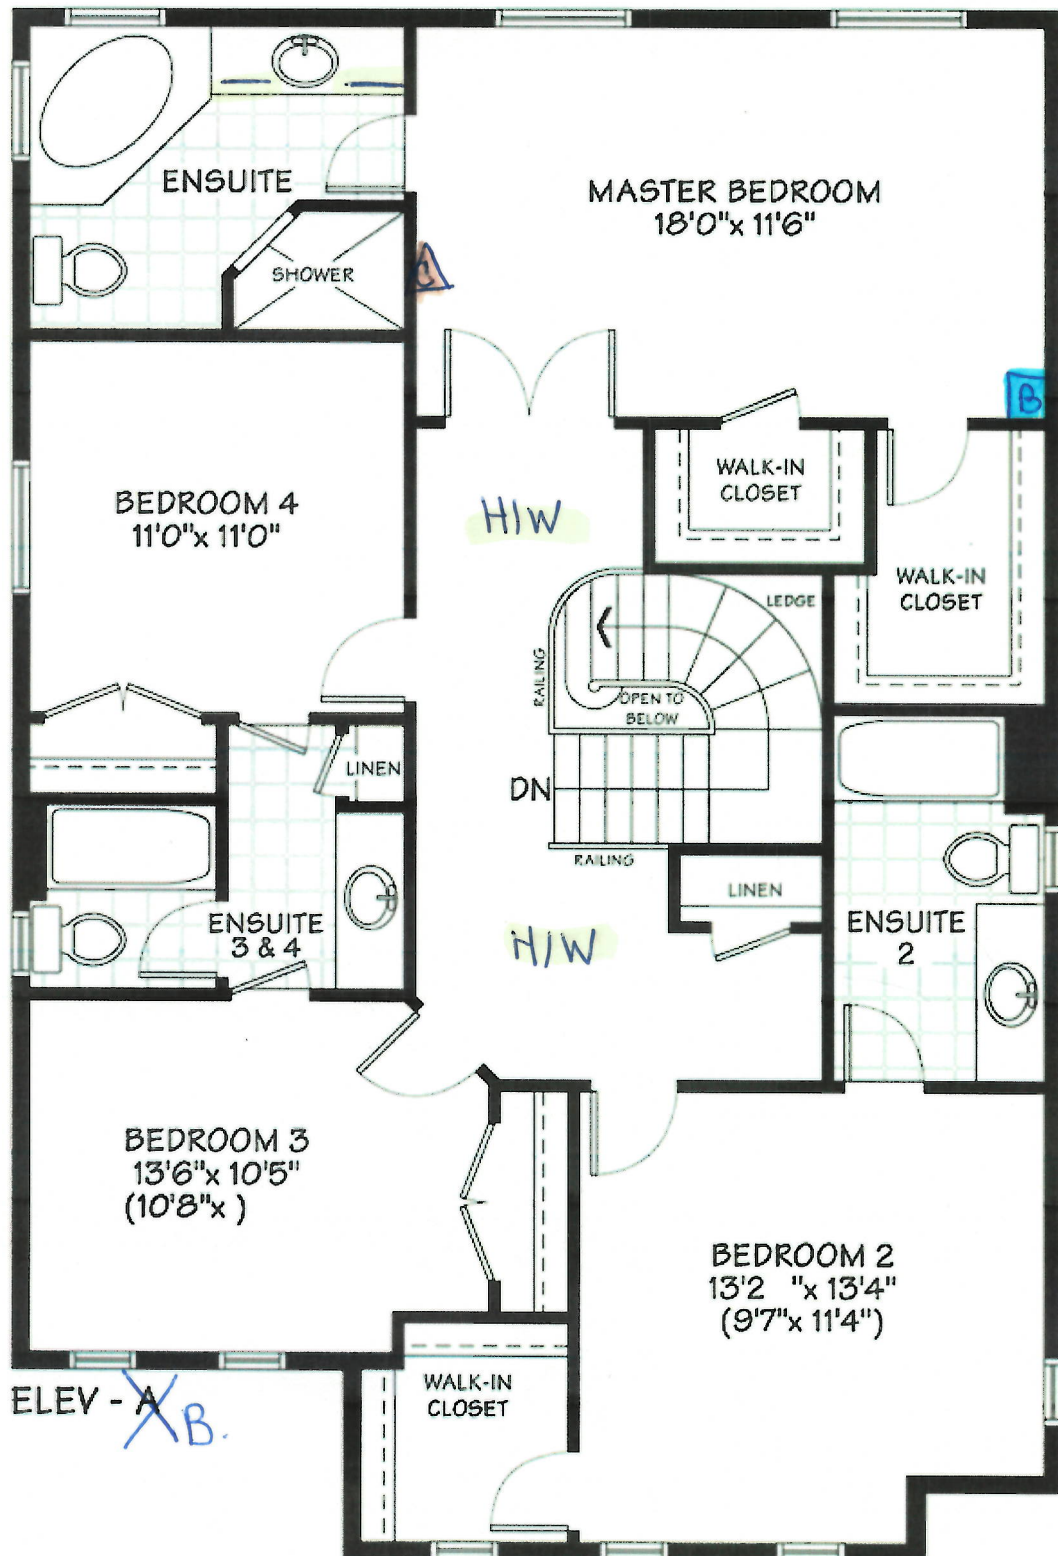 ENSUITE
SHOWER
MASTER BEDROOM
18'0"x 11'6"
C
B
BEDROOM 4
11'0"x 11'0"
H/W
WALK-IN
CLOSET
WALK-IN
CLOSET
LEDGE
RAILING
OPEN TO
BELOW
LINEN
DN
RAILING
LINEN
ENSUITE
3 & 4
H/W
ENSUITE
2
BEDROOM 3
13'6"x 10'5"
(10'8"x )
BEDROOM 2
13'2 "x 13'4"
(9'7"x 11'4")
WALK-IN
CLOSET
ELEV - A
B.